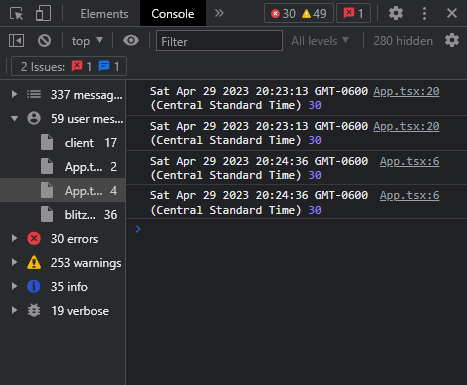 Elements Console » 30 49 1
top Filter All levels 280 hidden
2 Issues: 1 1
337 messag...
59 user mes...
client 17
App.t... 2
App.t... 4
blitz... 36
30 errors
253 warnings
35 info
19 verbose
Sat Apr 29 2023 20:23:13 GMT-0600 App.tsx:20
(Central Standard Time) 30
Sat Apr 29 2023 20:23:13 GMT-0600 App.tsx:20
(Central Standard Time) 30
Sat Apr 29 2023 20:24:36 GMT-0600 App.tsx:6
(Central Standard Time) 30
Sat Apr 29 2023 20:24:36 GMT-0600 App.tsx:6
(Central Standard Time) 30